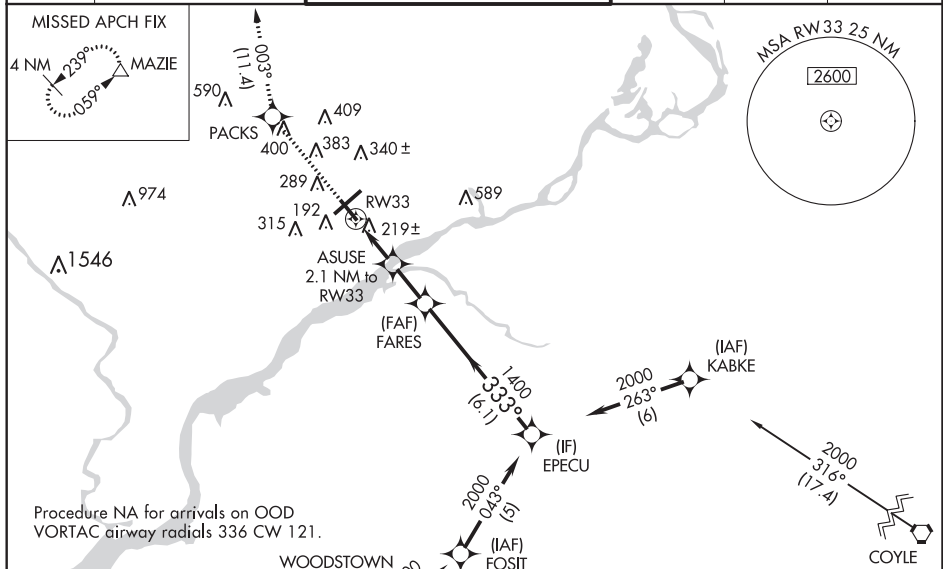 MISSED APCH FIX
4 NM
239°
059°
MAZIE
003°
(11.4)
MSA RW33 25 NM
2600
590
409
PACKS
400
383
340 ±
289
974
RW33
589
192
315
219±
1546
ASUSE
2.1 NM to
RW33
(FAF)
FARES
(IAF)
KABKE
1400
333°
(6.1)
2000
263°
(6)
(IF)
EPECU
2000
316°
(17.4)
2000
043°
(5)
Procedure NA for arrivals on OOD
VORTAC airway radials 336 CW 121.
(IAF)
FOSIT
WOODSTOWN
COYLE